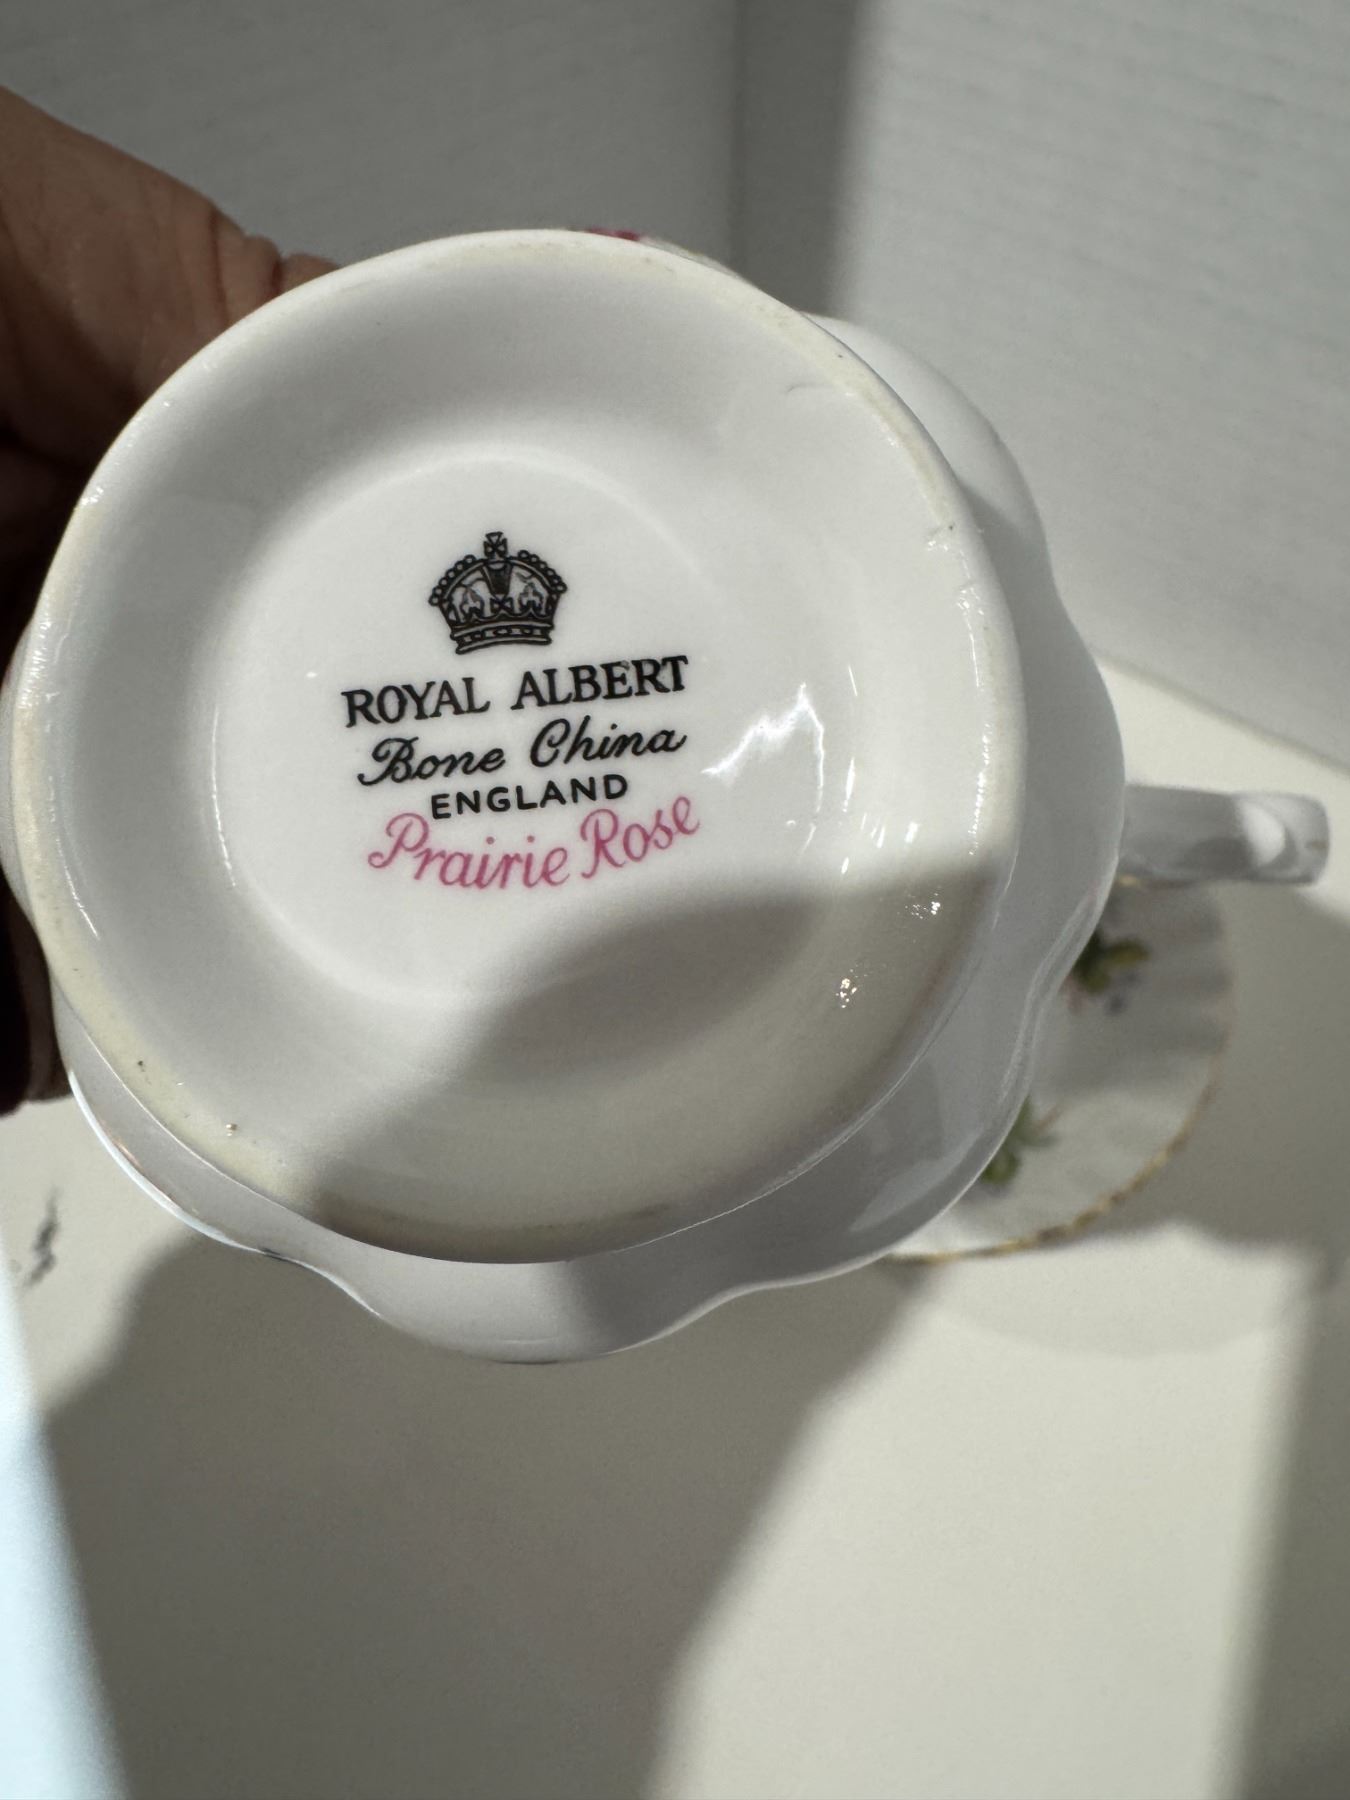 ROYAL ALBERT
Bone China
ENGLAND
Prairie Rose